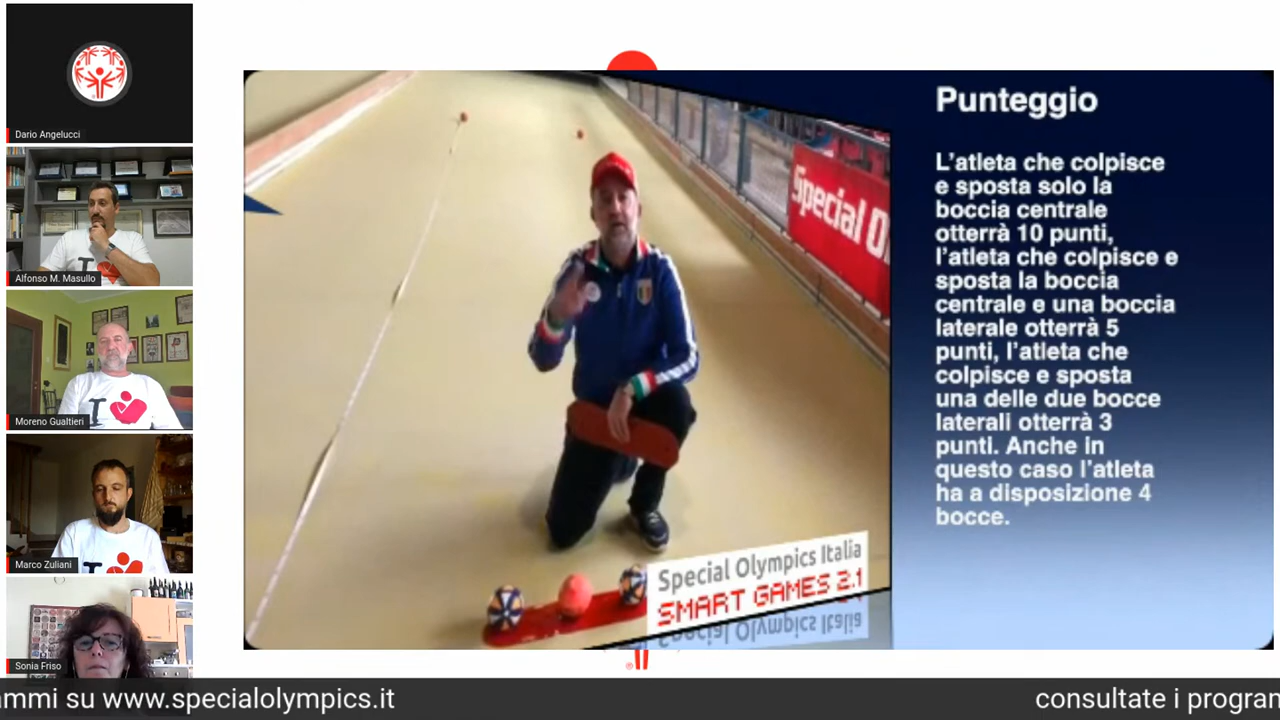 Dario Angelucci
Alfonso M. Masullo
Moreno Gualtieri
Marco Zuliani
Sonia Friso
Punteggio
L'atleta che colpisce
e sposta solo la
boccia centrale
otterrà 10 punti,
l'atleta che colpisce e
sposta la boccia
centrale e una boccia
laterale otterrà 5
punti, l'atleta che
colpisce e sposta
una delle due bocce
laterali otterrà 3
punti. Anche in
questo caso l'atleta
ha a disposizione 4
bocce.
Special O
Special Olympics Italia
SMART GAMES 2.1
I
I
I
ammi su www.specialolympics.it
consultate i program